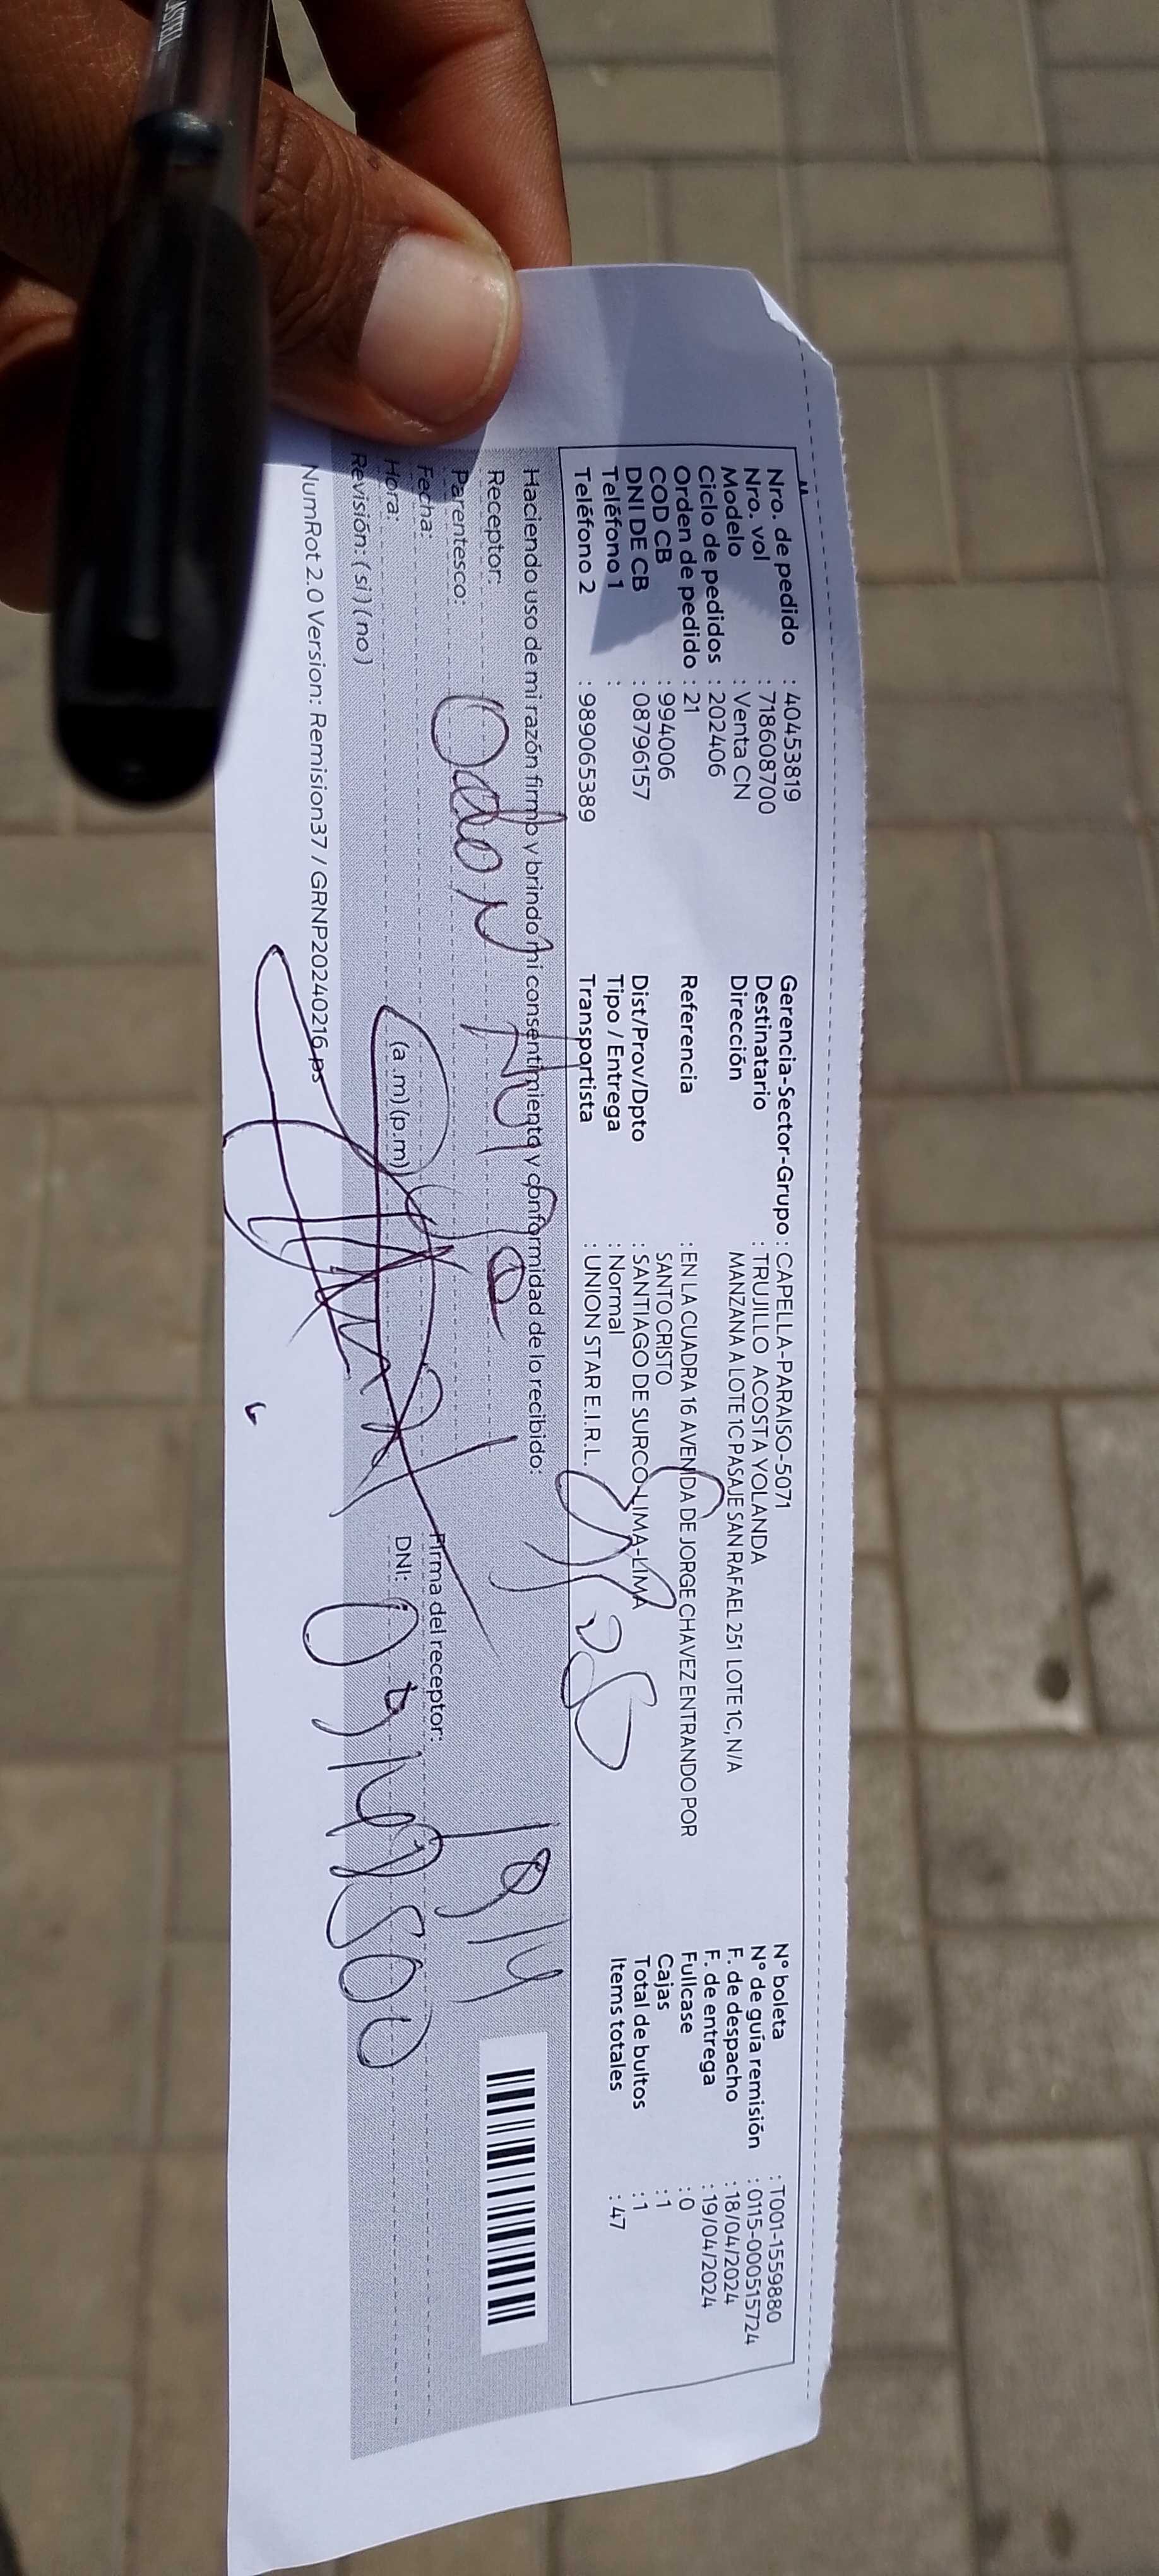 Nro. de pedido : 40453819
Nro. vol : 718608700
Modelo : Venta CN
Ciclo de pedidos : 202406
Orden de pedido : 21
COD CB : 994006
DNI DE CB : 08796157
Teléfono 1 :
Teléfono 2 : 989065389
Gerencia-Sector-Grupo : CAPELLA-PARAISO-5071
Destinatario : TRUJILLO ACOSTA YOLANDA
Dirección MANZANA A LOTE 1C PASAJE SAN RAFAEL 251 LOTE 1C, N/A
Referencia : EN LA CUADRA 16 AVENIDA DE JORGE CHAVEZ ENTRANDO POR
SANTO CRISTO
Dist/Prov/Dpto : SANTIAGO DE SURCO-LIMA-LIMA
Tipo / Entrega : Normal
Transportista : UNION STAR E.I.R.L.
N° boleta : T001-1559880
N° de guía remisión : 0115-000515724
F. de despacho : 18/04/2024
F. de entrega : 19/04/2024
Fullcase : 0
Cajas : 1
Total de bultos : 1
Items totales : 47
Haciendo uso de mi razón firmo y brindo mi consentimiento y conformidad de lo recibido:
Receptor:
Parentesco:
Fecha:
Hora: (a.m)(p.m)
Revisión: (si) (no)
Firma del receptor:
DNI:
NumRot 2.0 Version: Remision37 / GRNP20240216-ps